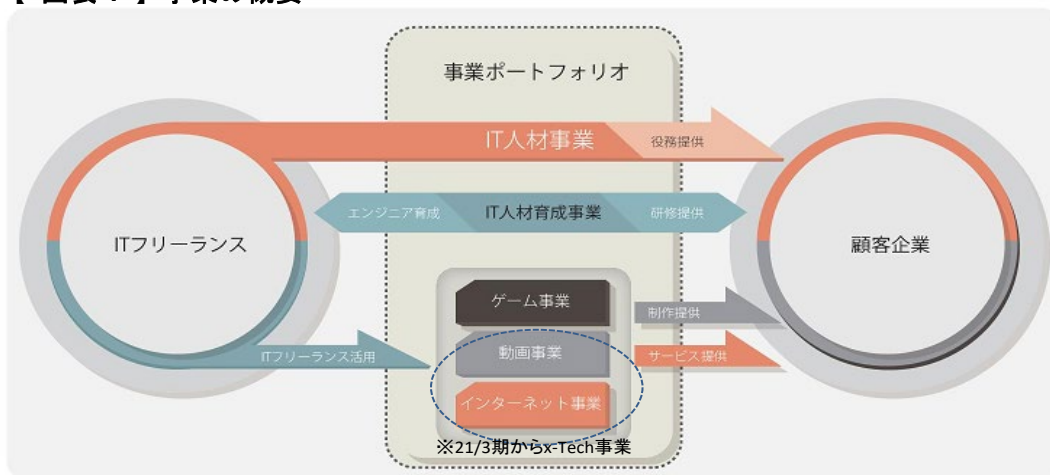 事業ポートフォリオ
IT人材事業
役務提供
エンジニア育成
IT人材育成事業
研修提供
ITフリーランス
顧客企業
ゲーム事業
制作提供
ITフリーランス活用
動画事業
サービス提供
インターネット事業
※21/3期からx-Tech事業